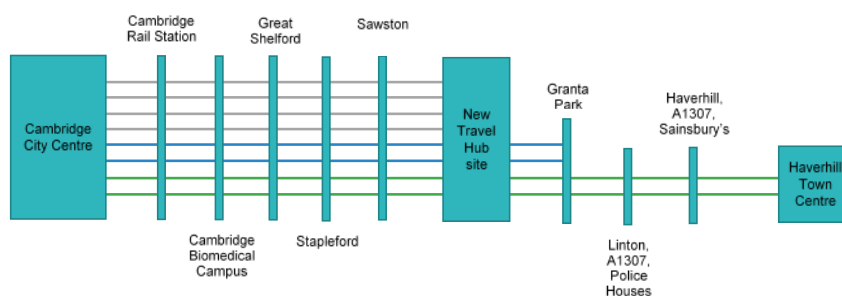 Cambridge
Rail Station
Great
Shelford
Sawston
Cambridge
City Centre
New
Travel
Hub
site
Granta
Park
Haverhill,
A1307,
Sainsbury's
Haverhill
Town
Centre
Cambridge
Biomedical
Campus
Stapleford
Linton,
A1307,
Police
Houses